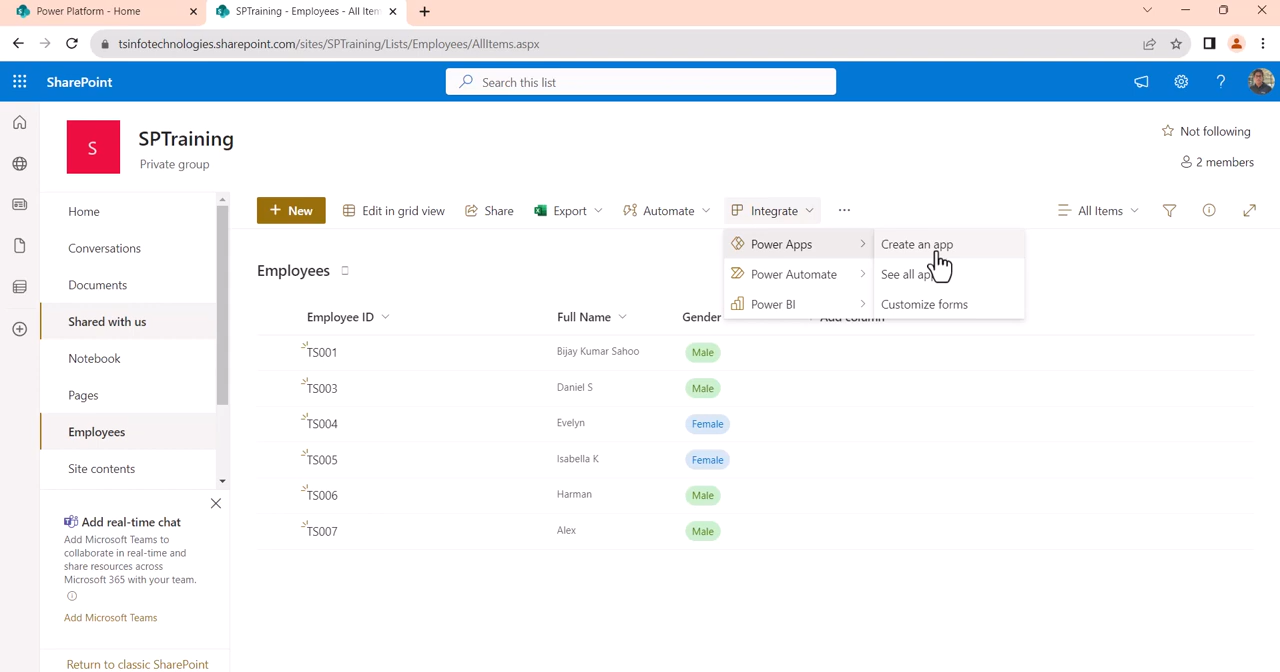 Power Platform - Home
SPTraining - Employees - All Item
tsinfotechnologies.sharepoint.com/sites/SPTraining/Lists/Employees/AllItems.aspx
SharePoint
Search this list
S
SPTraining
Private group
Not following
2 members
Home
Conversations
Documents
Shared with us
Notebook
Pages
Employees
Site contents
New
Edit in grid view
Share
Export
Automate
Integrate
All Items
Power Apps
Power Automate
Power BI
Create an app
See all app
Customize forms
Employees
Employee ID
Full Name
Gender
Add column
TS001
Bijay Kumar Sahoo
Male
TS003
Daniel S
Male
TS004
Evelyn
Female
TS005
Isabella K
Female
TS006
Harman
Male
TS007
Alex
Male
Add real-time chat
Add Microsoft Teams to
collaborate in real-time and
share resources across
Microsoft 365 with your team.
Add Microsoft Teams
Return to classic SharePoint